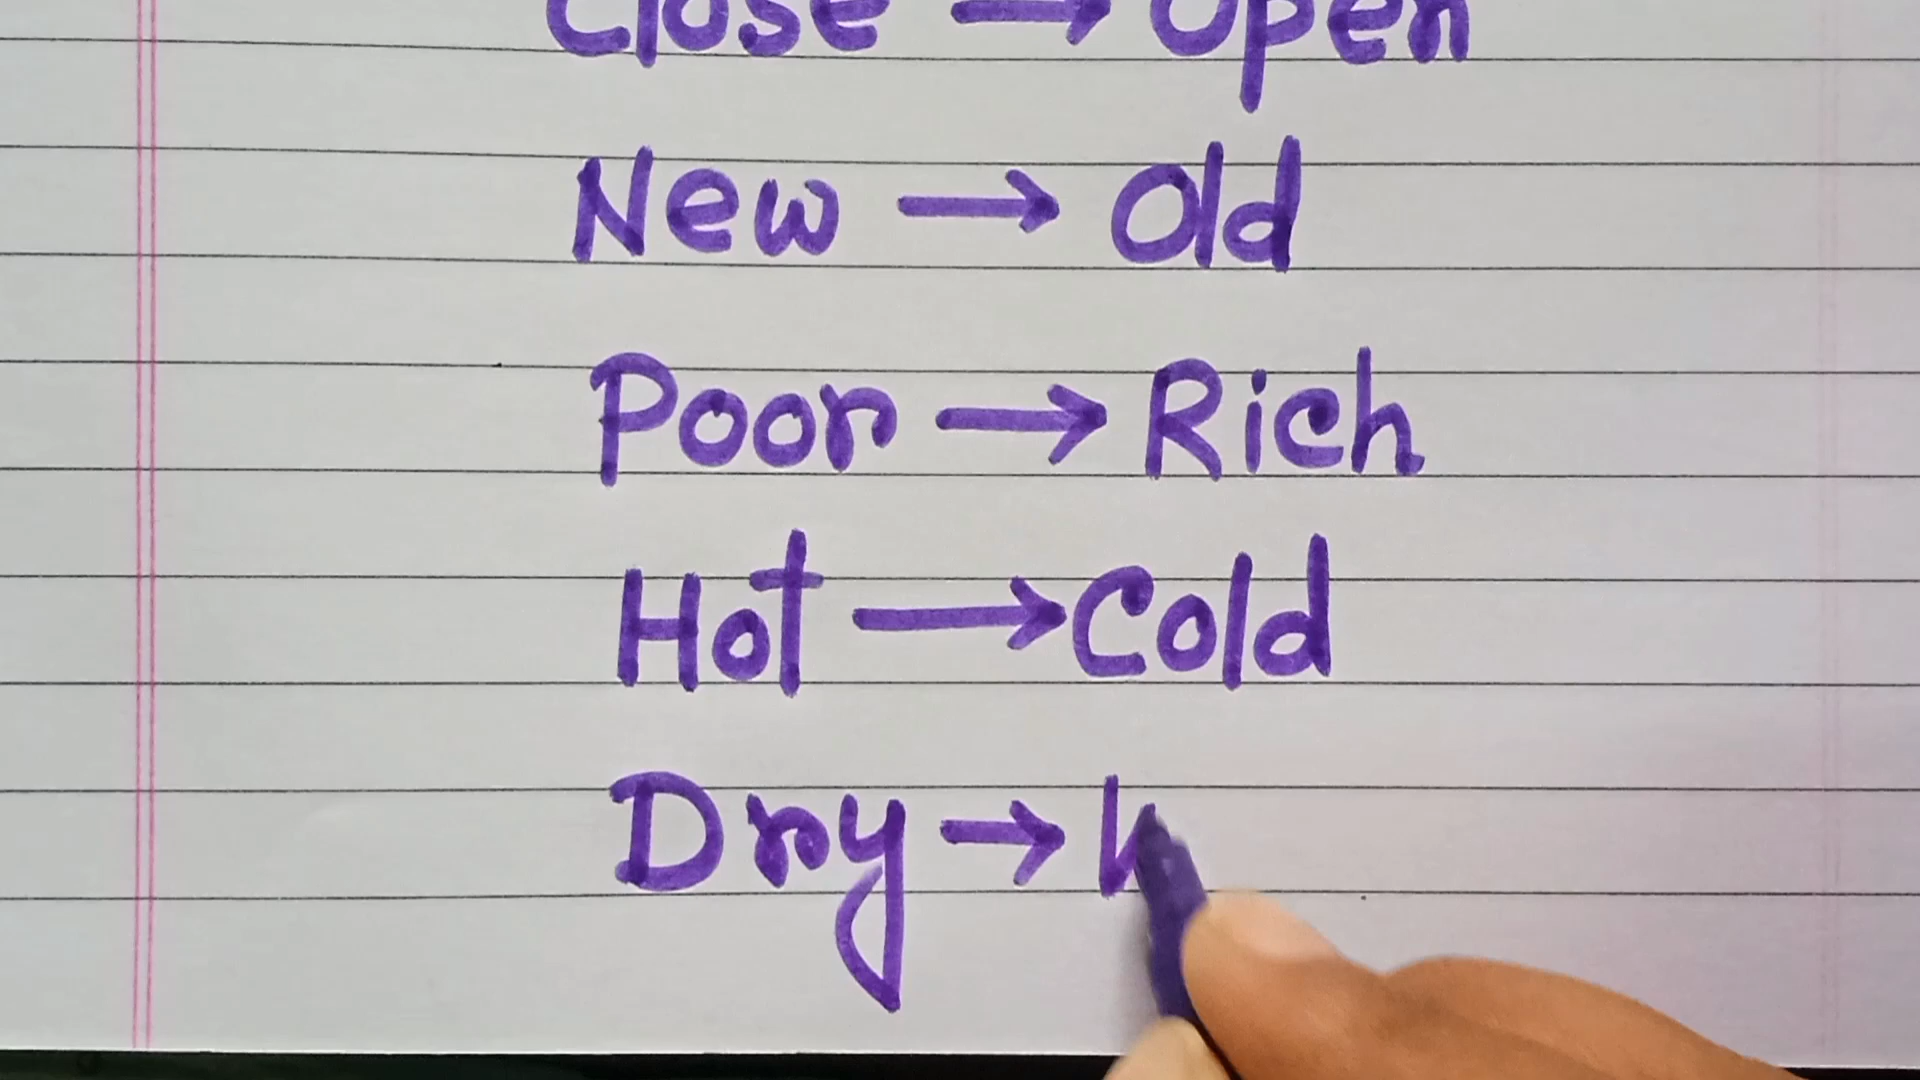 Close → Open
New → Old
Poor → Rich
Hot → Cold
Dry →